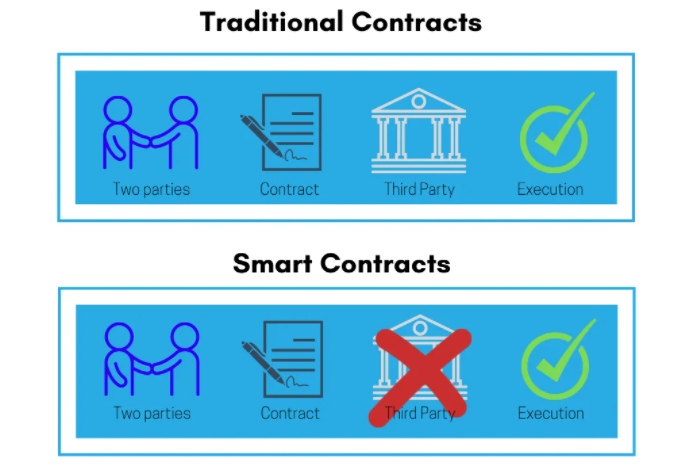 Traditional Contracts
Two parties Contract Third Party Execution
Smart Contracts
Two parties Contract Third Party Execution